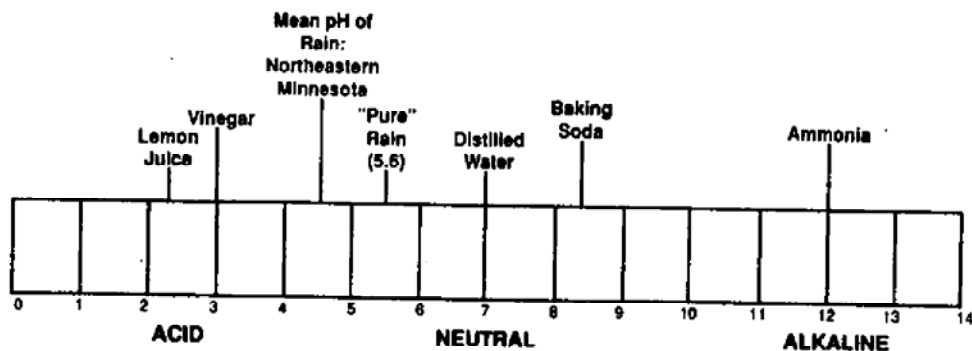 Mean pH of
Rain:
Northeastern
Minnesota
Vinegar
Lemon
Juice
"Pure"
Rain
(5.6)
Distilled
Water
Baking
Soda
Ammonia
0 1 2 3 4 5 6 7 8 9 10 11 12 13 14
ACID NEUTRAL ALKALINE